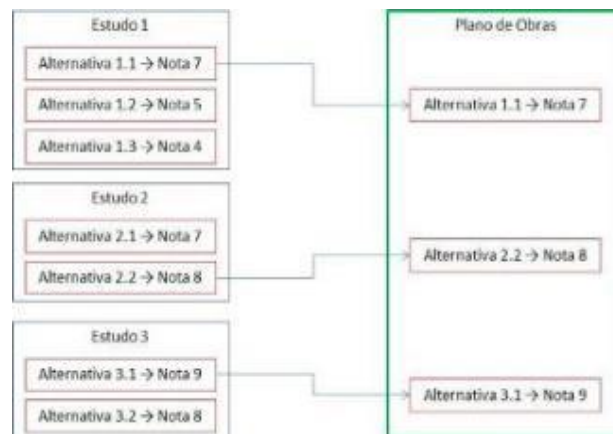 Estudo 1
Alternativa 1.1 → Nota 7
Alternativa 1.2 → Nota 5
Alternativa 1.3 → Nota 4
Estudo 2
Alternativa 2.1 → Nota 7
Alternativa 2.2 → Nota 8
Estudo 3
Alternativa 3.1 → Nota 9
Alternativa 3.2 → Nota 8
Plano de Obras
Alternativa 1.1 → Nota 7
Alternativa 2.2 → Nota 8
Alternativa 3.1 → Nota 9